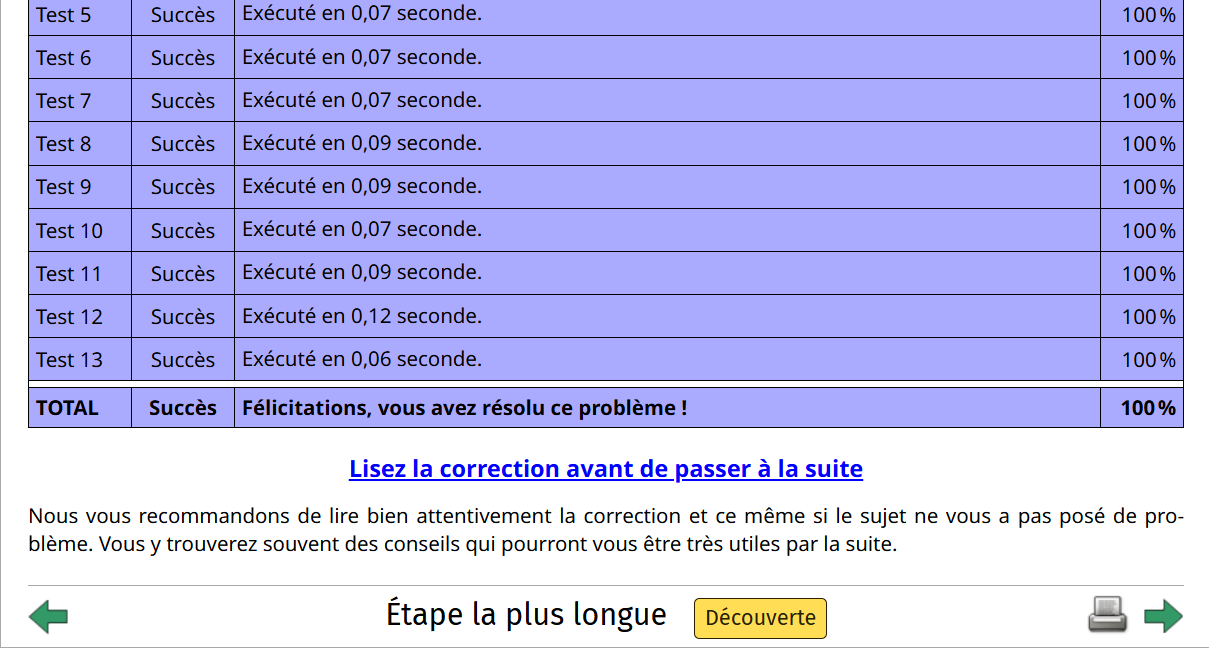 Test 5 Succès Exécuté en 0,07 seconde. 100 %
Test 6 Succès Exécuté en 0,07 seconde. 100 %
Test 7 Succès Exécuté en 0,07 seconde. 100 %
Test 8 Succès Exécuté en 0,09 seconde. 100 %
Test 9 Succès Exécuté en 0,09 seconde. 100 %
Test 10 Succès Exécuté en 0,07 seconde. 100 %
Test 11 Succès Exécuté en 0,09 seconde. 100 %
Test 12 Succès Exécuté en 0,12 seconde. 100 %
Test 13 Succès Exécuté en 0,06 seconde. 100 %
TOTAL Succès Félicitations, vous avez résolu ce problème ! 100 %
Lisez la correction avant de passer à la suite
Nous vous recommandons de lire bien attentivement la correction et ce même si le sujet ne vous a pas posé de pro-
blème. Vous y trouverez souvent des conseils qui pourront vous être très utiles par la suite.
Étape la plus longue Découverte